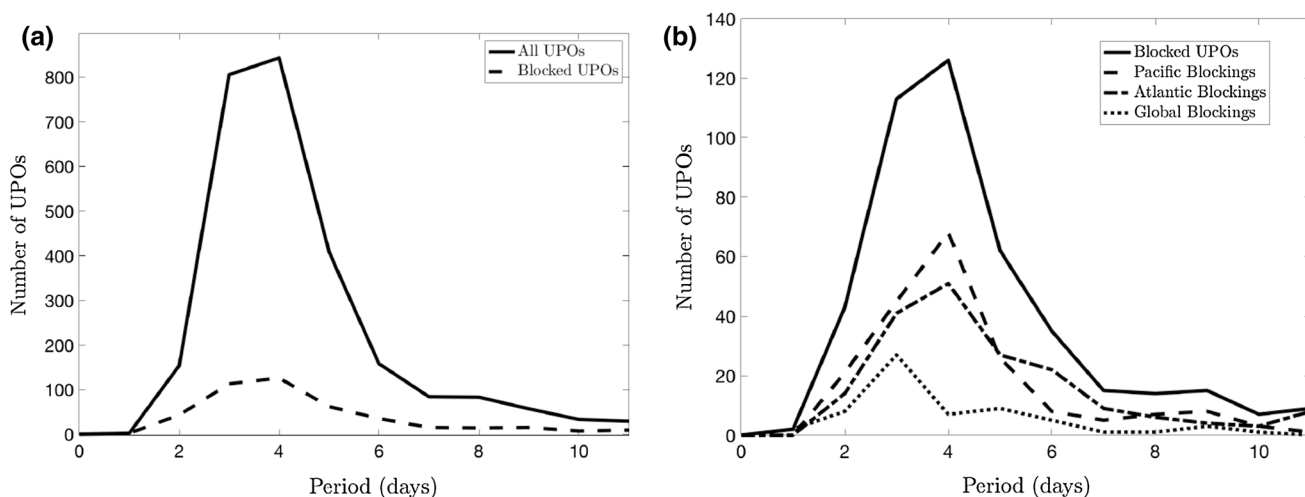 (a)
All UPOs
Blocked UPOs
800
700
600
500
400
300
200
100
0
0 2 4 6 8 10
Number of UPOs
Period (days)
(b)
Blocked UPOs
Pacific Blockings
Atlantic Blockings
Global Blockings
140
120
100
80
60
40
20
0
0 2 4 6 8 10
Number of UPOs
Period (days)